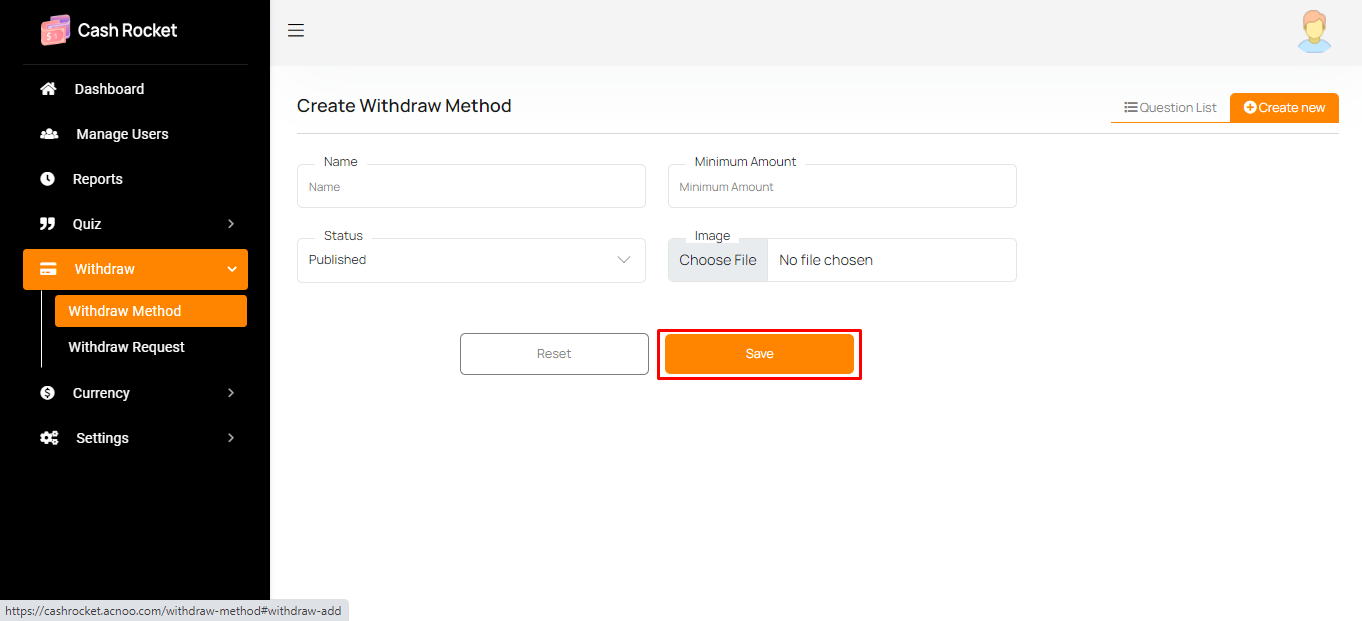 Cash Rocket
Dashboard
Manage Users
Reports
Quiz
Withdraw
Withdraw Method
Withdraw Request
Currency
Settings
Create Withdraw Method
Question List
Create new
Name
Name
Minimum Amount
Minimum Amount
Status
Published
Image
Choose File No file chosen
Reset
Save
https://cashrocket.acnoo.com/withdraw-method#withdraw-add